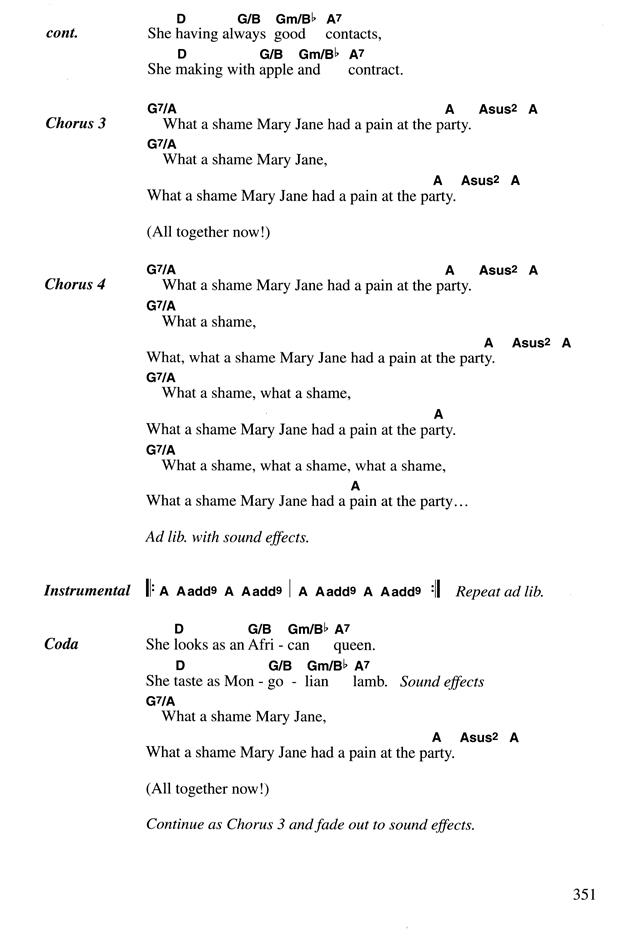 D G/B Gm/B♭ A7
cont. She having always good contacts,
D G/B Gm/B♭ A7
She making with apple and contract.
G7/A A Asus2 A
Chorus 3 What a shame Mary Jane had a pain at the party.
G7/A
What a shame Mary Jane,
A Asus2 A
What a shame Mary Jane had a pain at the party.
(All together now!)
G7/A A Asus2 A
Chorus 4 What a shame Mary Jane had a pain at the party.
G7/A
What a shame,
A Asus2 A
What, what a shame Mary Jane had a pain at the party.
G7/A
What a shame, what a shame,
A
What a shame Mary Jane had a pain at the party.
G7/A
What a shame, what a shame, what a shame,
A
What a shame Mary Jane had a pain at the party…
Ad lib. with sound effects.
Instrumental 𝄆 A Aadd9 A Aadd9 | A Aadd9 A Aadd9 𝄇 Repeat ad lib.
D G/B Gm/B♭ A7
Coda She looks as an Afri - can queen.
D G/B Gm/B♭ A7
She taste as Mon - go - lian lamb. Sound effects
G7/A
What a shame Mary Jane,
A Asus2 A
What a shame Mary Jane had a pain at the party.
(All together now!)
Continue as Chorus 3 and fade out to sound effects.
351